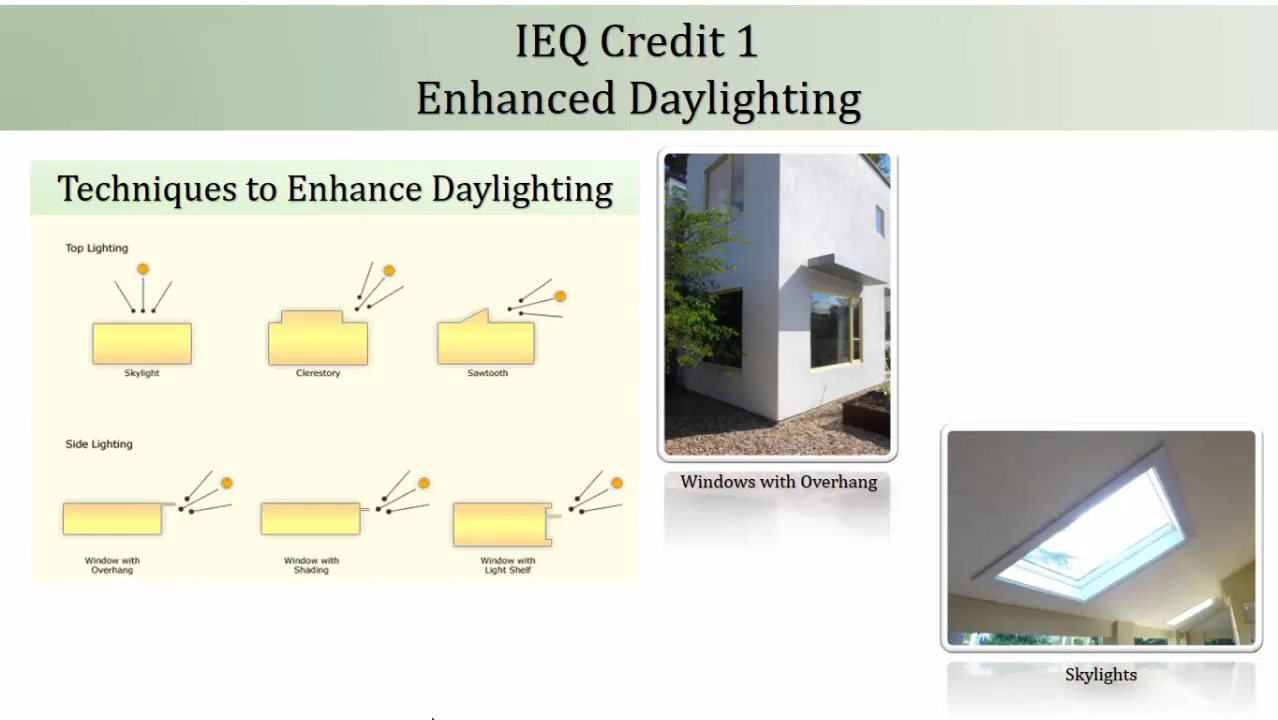 IEQ Credit 1
Enhanced Daylighting
Techniques to Enhance Daylighting
Top Lighting
Skylight
Clerestory
Sawtooth
Side Lighting
Window with
Overhang
Window with
Shading
Window with
Light Shelf
Windows with Overhang
Skylights